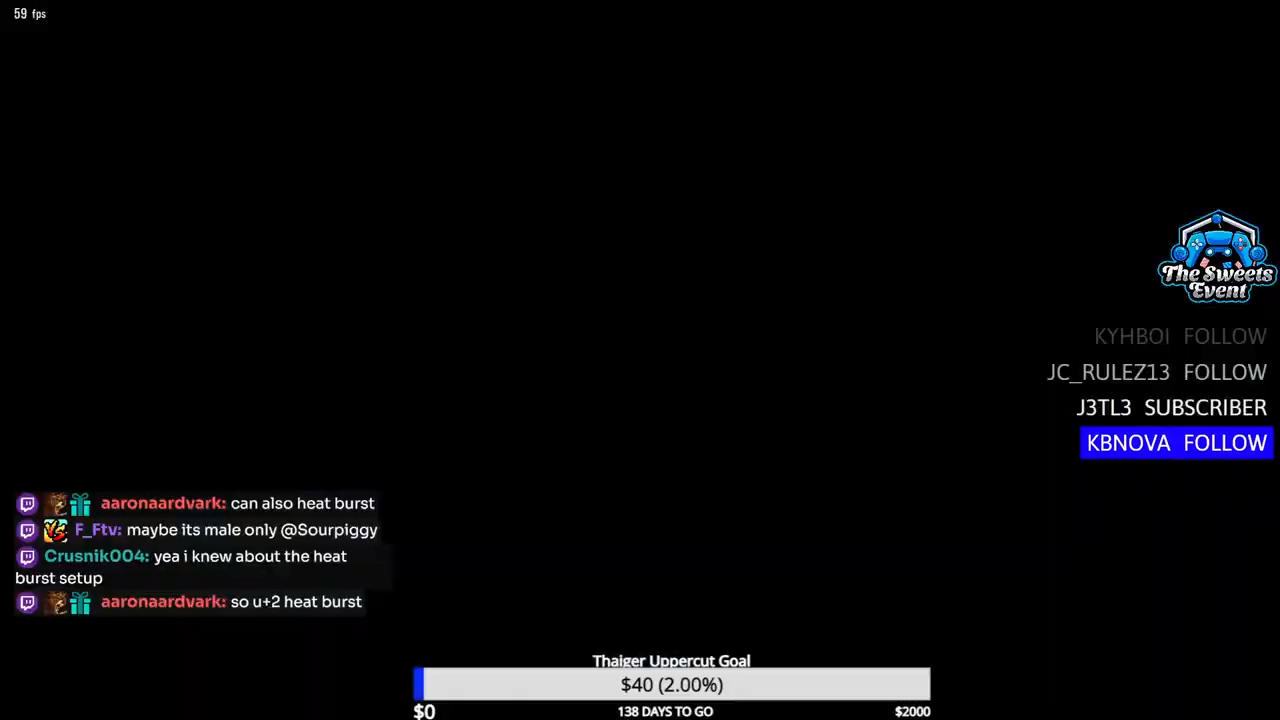 59 fps
The Sweets
Event
KYHBOI FOLLOW
JC_RULEZ13 FOLLOW
J3TL3 SUBSCRIBER
KBNOVA FOLLOW
aaronaardvark: can also heat burst
F_Ftv: maybe its male only @Sourpiggy
Crusnik004: yea i knew about the heat
burst setup
aaronaardvark: so u+2 heat burst
Thaiger Uppercut Goal
$40 (2.00%)
$0 138 DAYS TO GO $2000